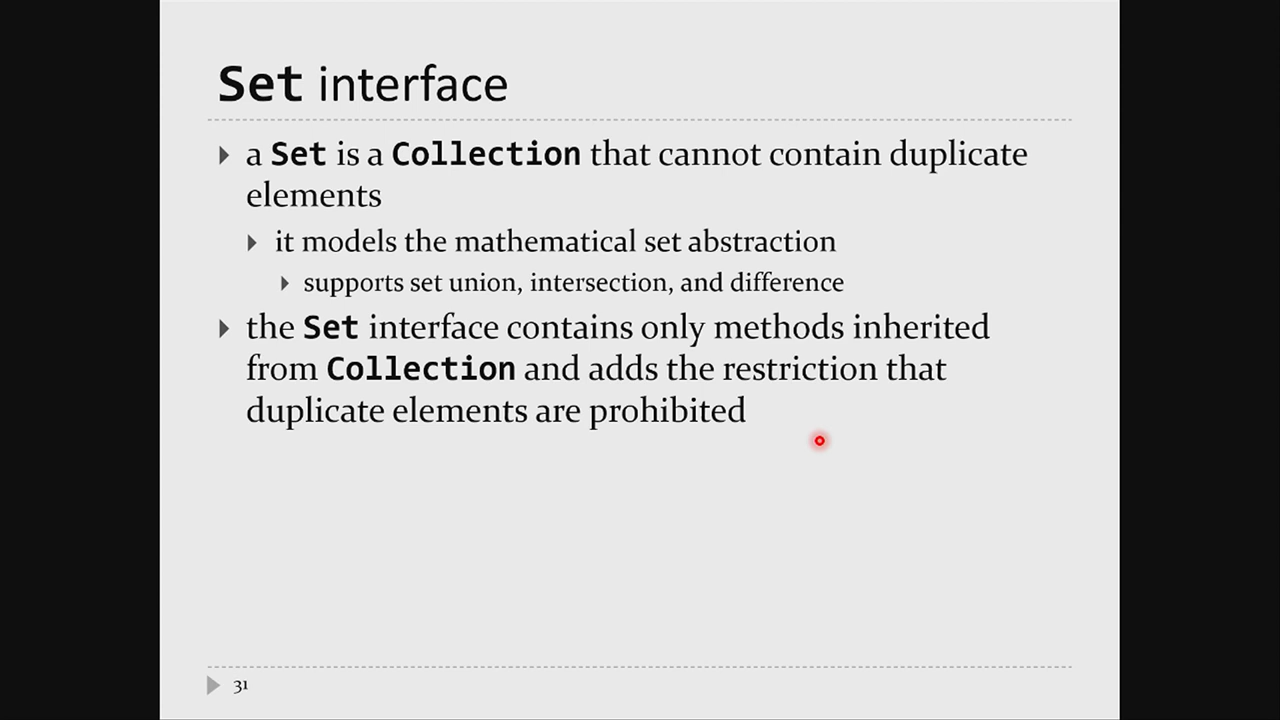 Set interface
a Set is a Collection that cannot contain duplicate
elements
it models the mathematical set abstraction
supports set union, intersection, and difference
the Set interface contains only methods inherited
from Collection and adds the restriction that
duplicate elements are prohibited
31